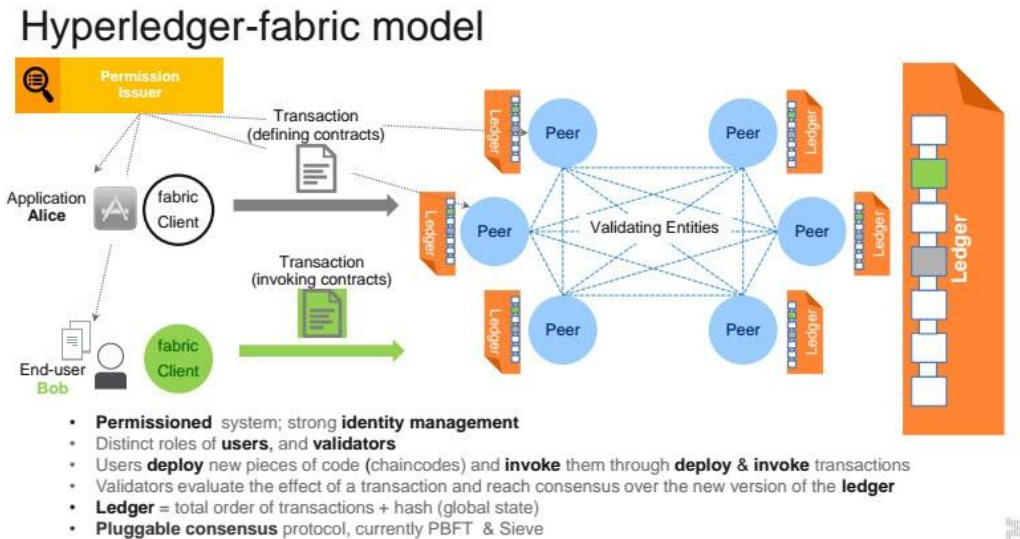 Hyperledger-fabric model
Permission
Issuer
Transaction
(defining contracts)
Application
Alice
fabric
Client
Transaction
(invoking contracts)
End-user
Bob
fabric
Client
Ledger
Peer
Peer
Ledger
Ledger
Peer
Validating Entities
Peer
Ledger
Ledger
Peer
Peer
Ledger
Ledger
• Permissioned system; strong identity management
• Distinct roles of users, and validators
• Users deploy new pieces of code (chaincodes) and invoke them through deploy & invoke transactions
• Validators evaluate the effect of a transaction and reach consensus over the new version of the ledger
• Ledger = total order of transactions + hash (global state)
• Pluggable consensus protocol, currently PBFT & Sieve